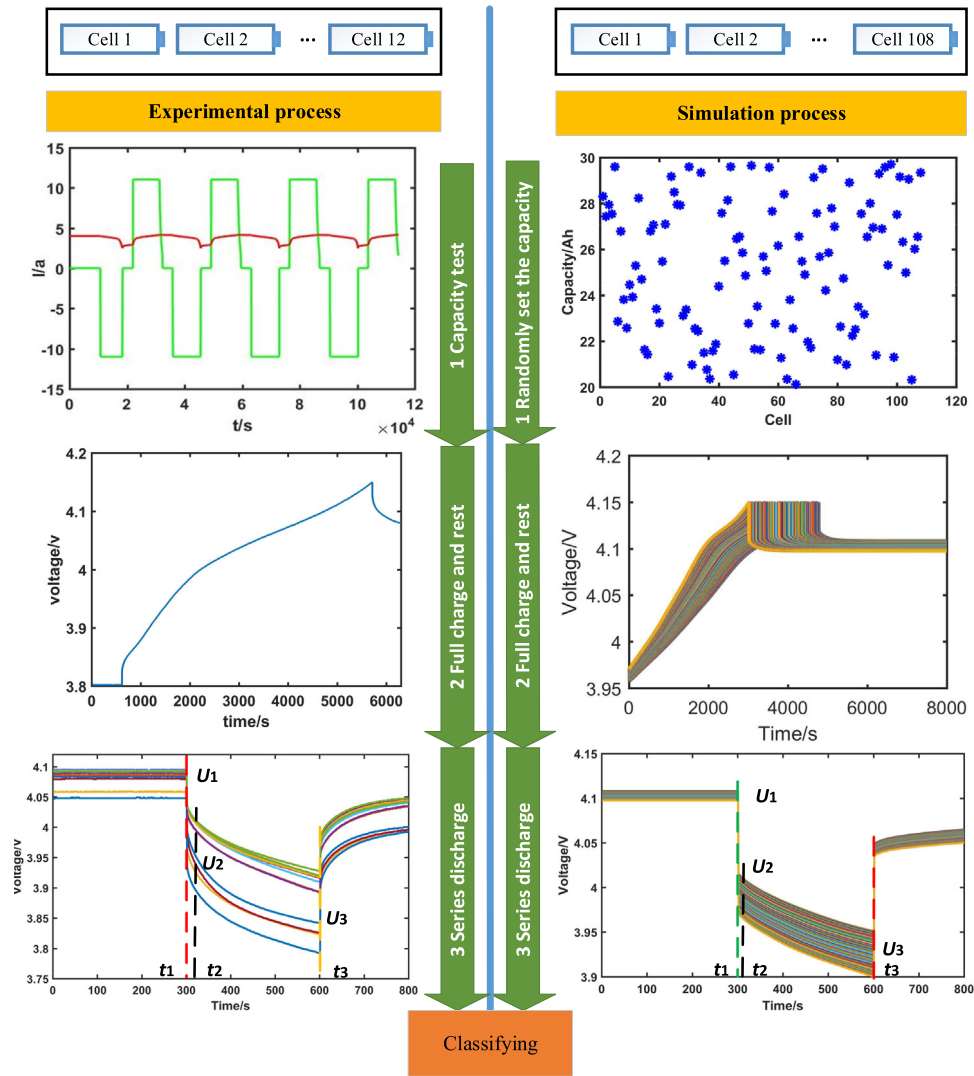 Cell 1 Cell 2 ... Cell 12
Experimental process
15
10
5
0
-5
-10
-15
I/a
0 2 4 6 8 10 12
t/s
×10⁴
1 Capacity test
4.2
4.1
4
3.9
3.8
voltage/v
0 1000 2000 3000 4000 5000 6000
time/s
2 Full charge and rest
4.1
4.05
4
3.95
3.9
3.85
3.8
3.75
voltage/V
U1
U2
U3
t1 t2 t3
0 100 200 300 400 500 600 700 800
Time/s
3 Series discharge
Cell 1 Cell 2 ... Cell 108
Simulation process
1 Randomly set the capacity
30
28
26
24
22
20
Capacity/Ah
0 20 40 60 80 100 120
Cell
2 Full charge and rest
4.2
4.15
4.1
4.05
4
3.95
Voltage/V
0 2000 4000 6000 8000
Time/s
3 Series discharge
4.15
4.1
4.05
4
3.95
3.9
Voltage/V
U1
U2
U3
t1 t2 t3
0 100 200 300 400 500 600 700 800
Time/s
Classifying